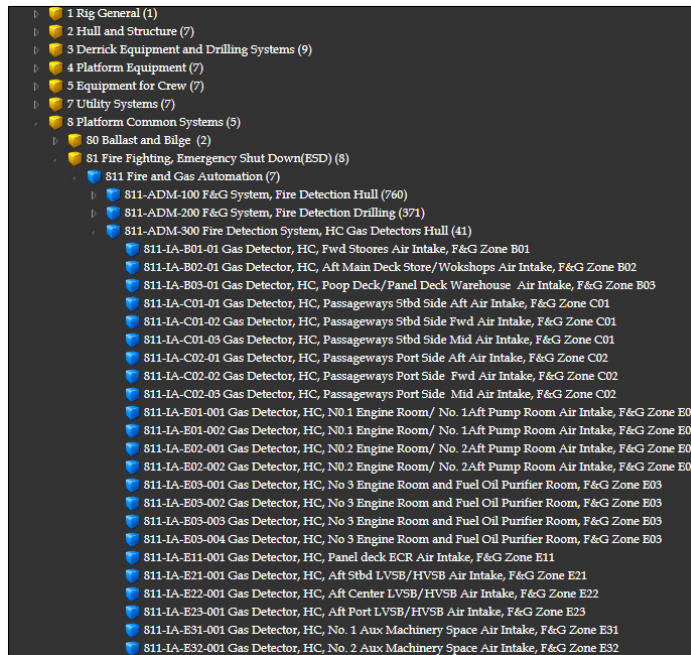 1 Rig General (1)
2 Hull and Structure (7)
3 Derrick Equipment and Drilling Systems (9)
4 Platform Equipment (7)
5 Equipment for Crew (7)
7 Utility Systems (7)
8 Platform Common Systems (5)
80 Ballast and Bilge (2)
81 Fire Fighting, Emergency Shut Down(ESD) (8)
811 Fire and Gas Automation (7)
811-ADM-100 F&G System, Fire Detection Hull (760)
811-ADM-200 F&G System, Fire Detection Drilling (371)
811-ADM-300 Fire Detection System, HC Gas Detectors Hull (41)
811-IA-B01-01 Gas Detector, HC, Fwd Stoores Air Intake, F&G Zone B01
811-IA-B02-01 Gas Detector, HC, Aft Main Deck Store/Wokshops Air Intake, F&G Zone B02
811-IA-B03-01 Gas Detector, HC, Poop Deck/Panel Deck Warehouse Air Intake, F&G Zone B03
811-IA-C01-01 Gas Detector, HC, Passageways Stbd Side Aft Air Intake, F&G Zone C01
811-IA-C01-02 Gas Detector, HC, Passageways Stbd Side Fwd Air Intake, F&G Zone C01
811-IA-C01-03 Gas Detector, HC, Passageways Stbd Side Mid Air Intake, F&G Zone C01
811-IA-C02-01 Gas Detector, HC, Passageways Port Side Aft Air Intake, F&G Zone C02
811-IA-C02-02 Gas Detector, HC, Passageways Port Side Fwd Air Intake, F&G Zone C02
811-IA-C02-03 Gas Detector, HC, Passageways Port Side Mid Air Intake, F&G Zone C02
811-IA-E01-001 Gas Detector, HC, N0.1 Engine Room/ No. 1Aft Pump Room Air Intake, F&G Zone E0
811-IA-E01-002 Gas Detector, HC, N0.1 Engine Room/ No. 1Aft Pump Room Air Intake, F&G Zone E0
811-IA-E02-001 Gas Detector, HC, N0.2 Engine Room/ No. 2Aft Pump Room Air Intake, F&G Zone E0
811-IA-E02-002 Gas Detector, HC, N0.2 Engine Room/ No. 2Aft Pump Room Air Intake, F&G Zone E0
811-IA-E03-001 Gas Detector, HC, No 3 Engine Room and Fuel Oil Purifier Room, F&G Zone E03
811-IA-E03-002 Gas Detector, HC, No 3 Engine Room and Fuel Oil Purifier Room, F&G Zone E03
811-IA-E03-003 Gas Detector, HC, No 3 Engine Room and Fuel Oil Purifier Room, F&G Zone E03
811-IA-E03-004 Gas Detector, HC, No 3 Engine Room and Fuel Oil Purifier Room, F&G Zone E03
811-IA-E11-001 Gas Detector, HC, Panel deck ECR Air Intake, F&G Zone E11
811-IA-E21-001 Gas Detector, HC, Aft Stbd LVSB/HVSB Air Intake, F&G Zone E21
811-IA-E22-001 Gas Detector, HC, Aft Center LVSB/HVSB Air Intake, F&G Zone E22
811-IA-E23-001 Gas Detector, HC, Aft Port LVSB/HVSB Air Intake, F&G Zone E23
811-IA-E31-001 Gas Detector, HC, No. 1 Aux Machinery Space Air Intake, F&G Zone E31
811-IA-E32-001 Gas Detector, HC, No. 2 Aux Machinery Space Air Intake, F&G Zone E32